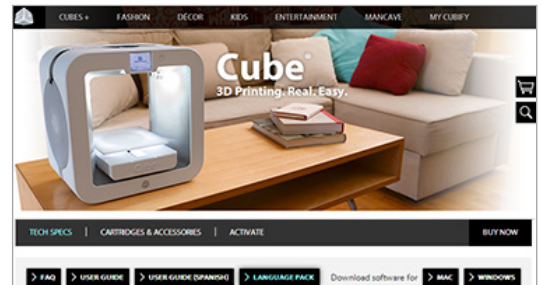 CUBES +
FASHION
DÉCOR
KIDS
ENTERTAINMENT
MANCAVE
MY CUBIFY
Cube®
3D Printing. Real. Easy.
TECH SPECS | CARTRIDGES & ACCESSORIES | ACTIVATE
BUY NOW
> FAQ
> USER GUIDE
> USER GUIDE (SPANISH)
> LANGUAGE PACK
Download software for
> MAC
> WINDOWS